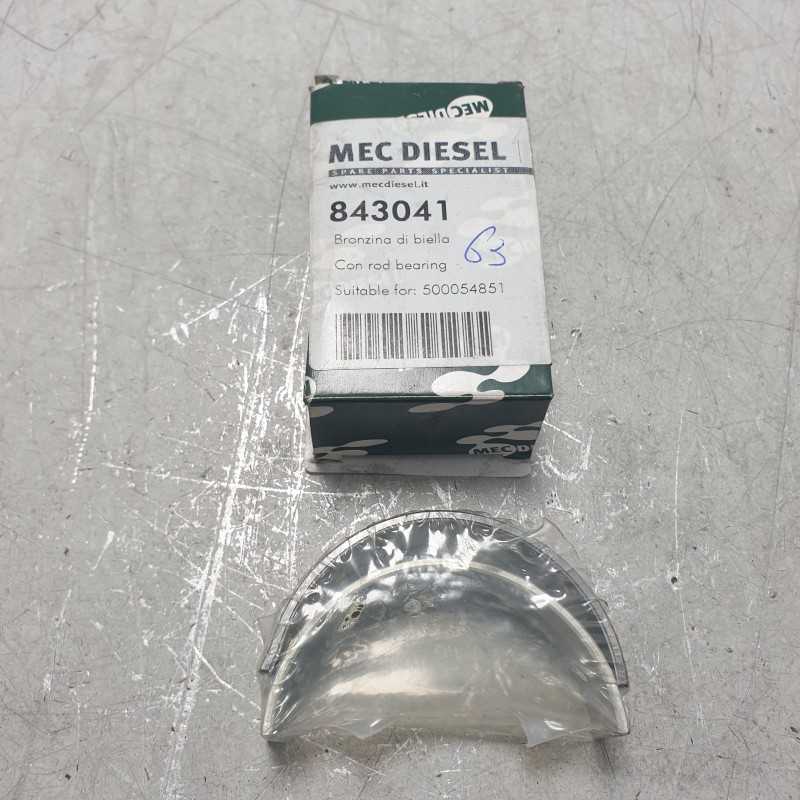 MEC DIESEL
MEC DIESEL
SPARE PARTS SPECIALIST
www.mecdiesel.it
843041
Bronzina di biella
63
Con rod bearing
Suitable for: 500054851
MEC D